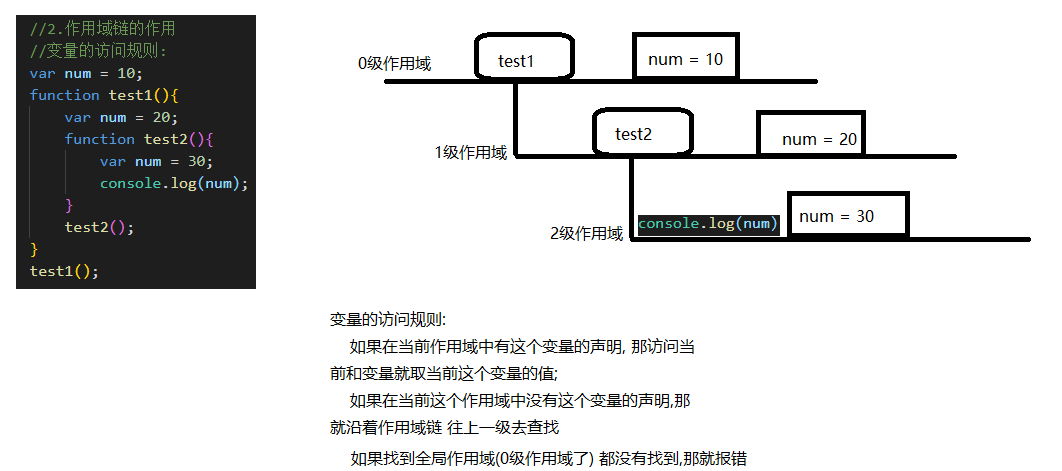 //2.作用域链的作用
//变量的访问规则:
var num = 10;
function test1(){
    var num = 20;
    function test2(){
        var num = 30;
        console.log(num);
    }
    test2();
}
test1();
0级作用域
test1
num = 10
1级作用域
test2
num = 20
2级作用域
console.log(num)
num = 30
变量的访问规则:
如果在当前作用域中有这个变量的声明, 那访问当
前和变量就取当前这个变量的值;
如果在当前这个作用域中没有这个变量的声明,那
就沿着作用域链 往上一级去查找
如果找到全局作用域(0级作用域了) 都没有找到,那就报错